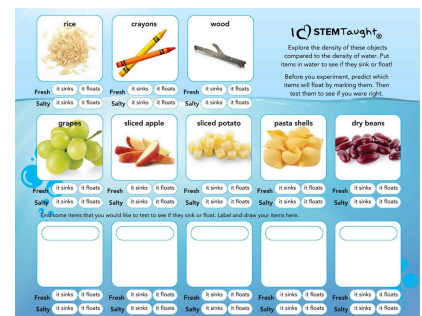 rice
crayons
wood
I STEMTaught®
Explore the density of these objects
compared to the density of water. Put
items in water to see if they sink or float!
Before you experiment, predict which
items will float by marking them. Then
test them to see if you were right.
Fresh it sinks it floats it sinks it floats it sinks it floats
Salty it sinks it floats it sinks it floats it sinks it floats
grapes
sliced apple
sliced potato
pasta shells
dry beans
Fresh it sinks it floats Fresh it sinks it floats Fresh it sinks it floats Fresh it sinks it floats Fresh it sinks it floats
Salty it sinks it floats Salty it sinks it floats Salty it sinks it floats Salty it sinks it floats Salty it sinks it floats
Find some items that you would like to test to see if they sink or float. Label and draw your items here.
Fresh it sinks it floats Fresh it sinks it floats Fresh it sinks it floats Fresh it sinks it floats Fresh it sinks it floats
Salty it sinks it floats Salty it sinks it floats Salty it sinks it floats Salty it sinks it floats Salty it sinks it floats